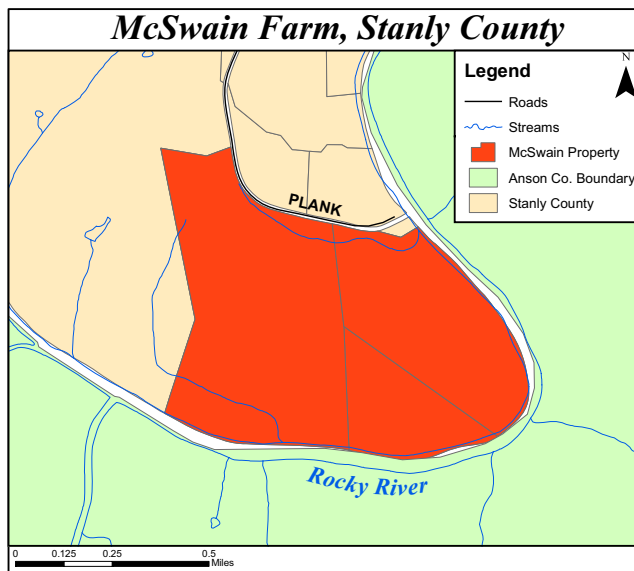 McSwain Farm, Stanly County
Legend
N
Roads
Streams
McSwain Property
Anson Co. Boundary
Stanly County
PLANK
Rocky River
0 0.125 0.25 0.5
Miles